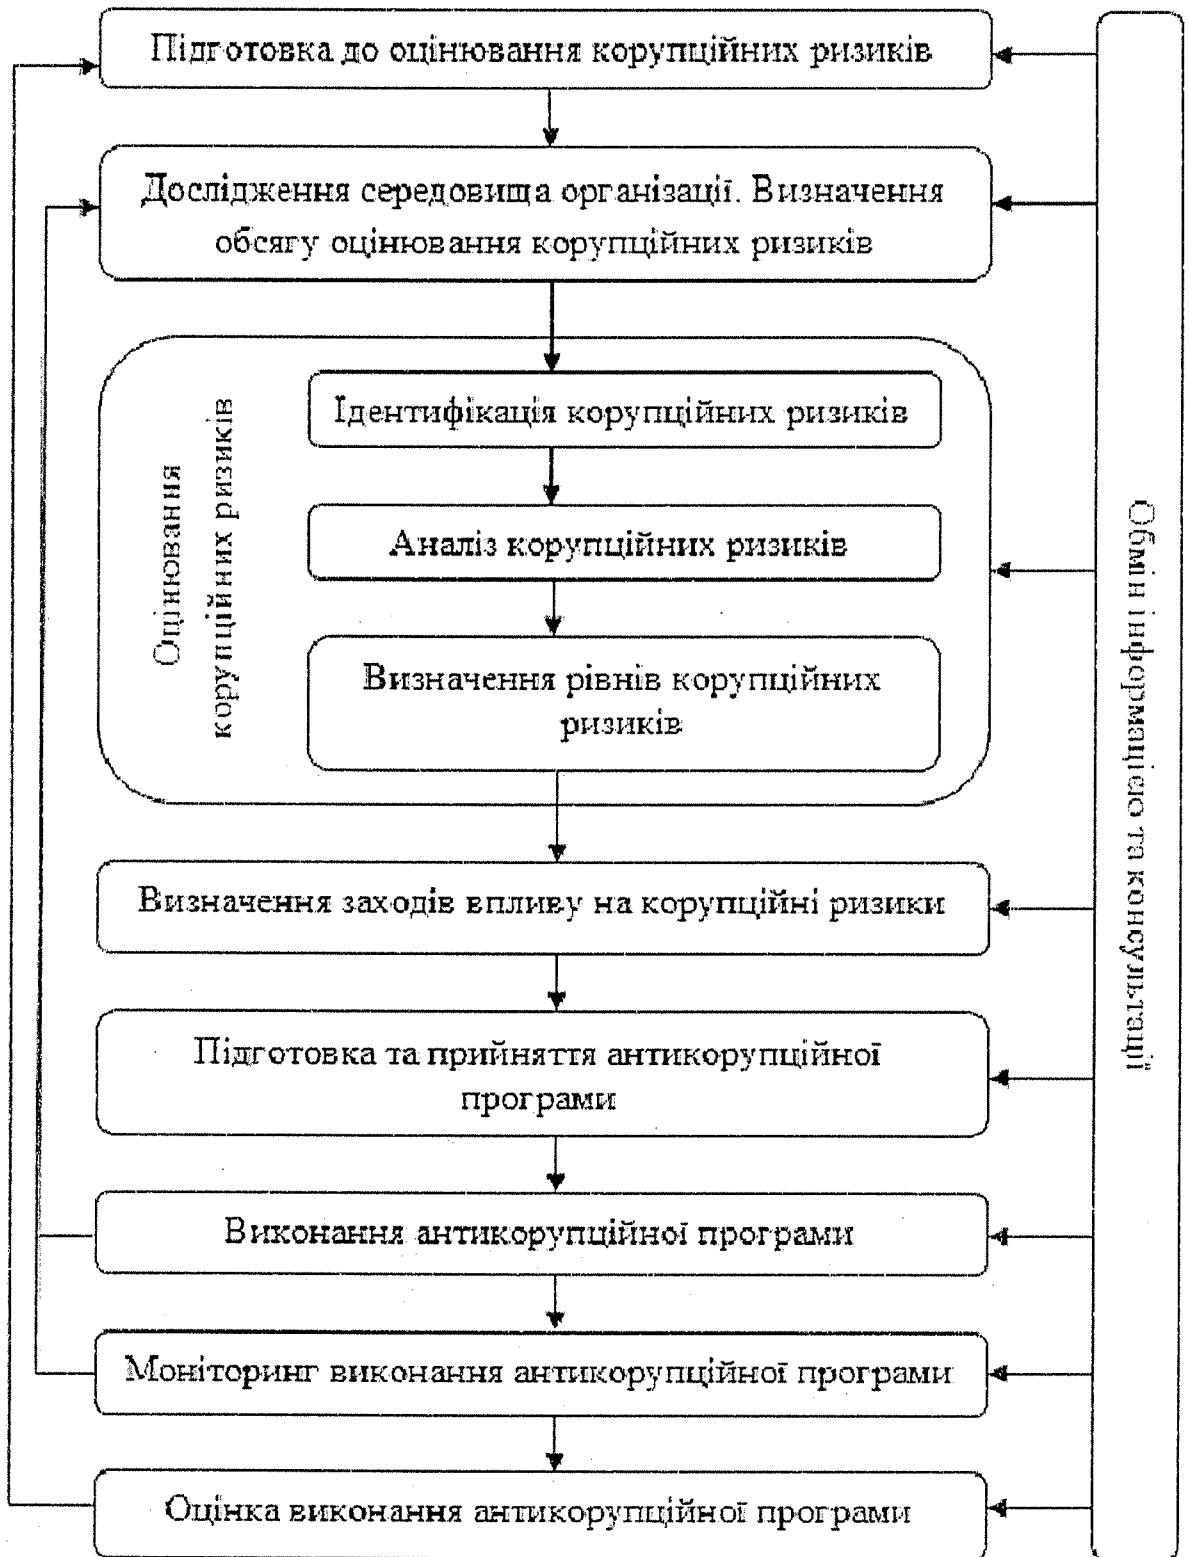 Підготовка до оцінювання корупційних ризиків
Дослідження середовища організації. Визначення
обсягу оцінювання корупційних ризиків
Оцінювання
корупційних ризиків
Ідентифікація корупційних ризиків
Аналіз корупційних ризиків
Визначення рівнів корупційних
ризиків
Визначення заходів впливу на корупційні ризики
Підготовка та прийняття антикорупційної
програми
Виконання антикорупційної програми
Моніторинг виконання антикорупційної програми
Оцінка виконання антикорупційної програми
Обмін інформацією та консультації